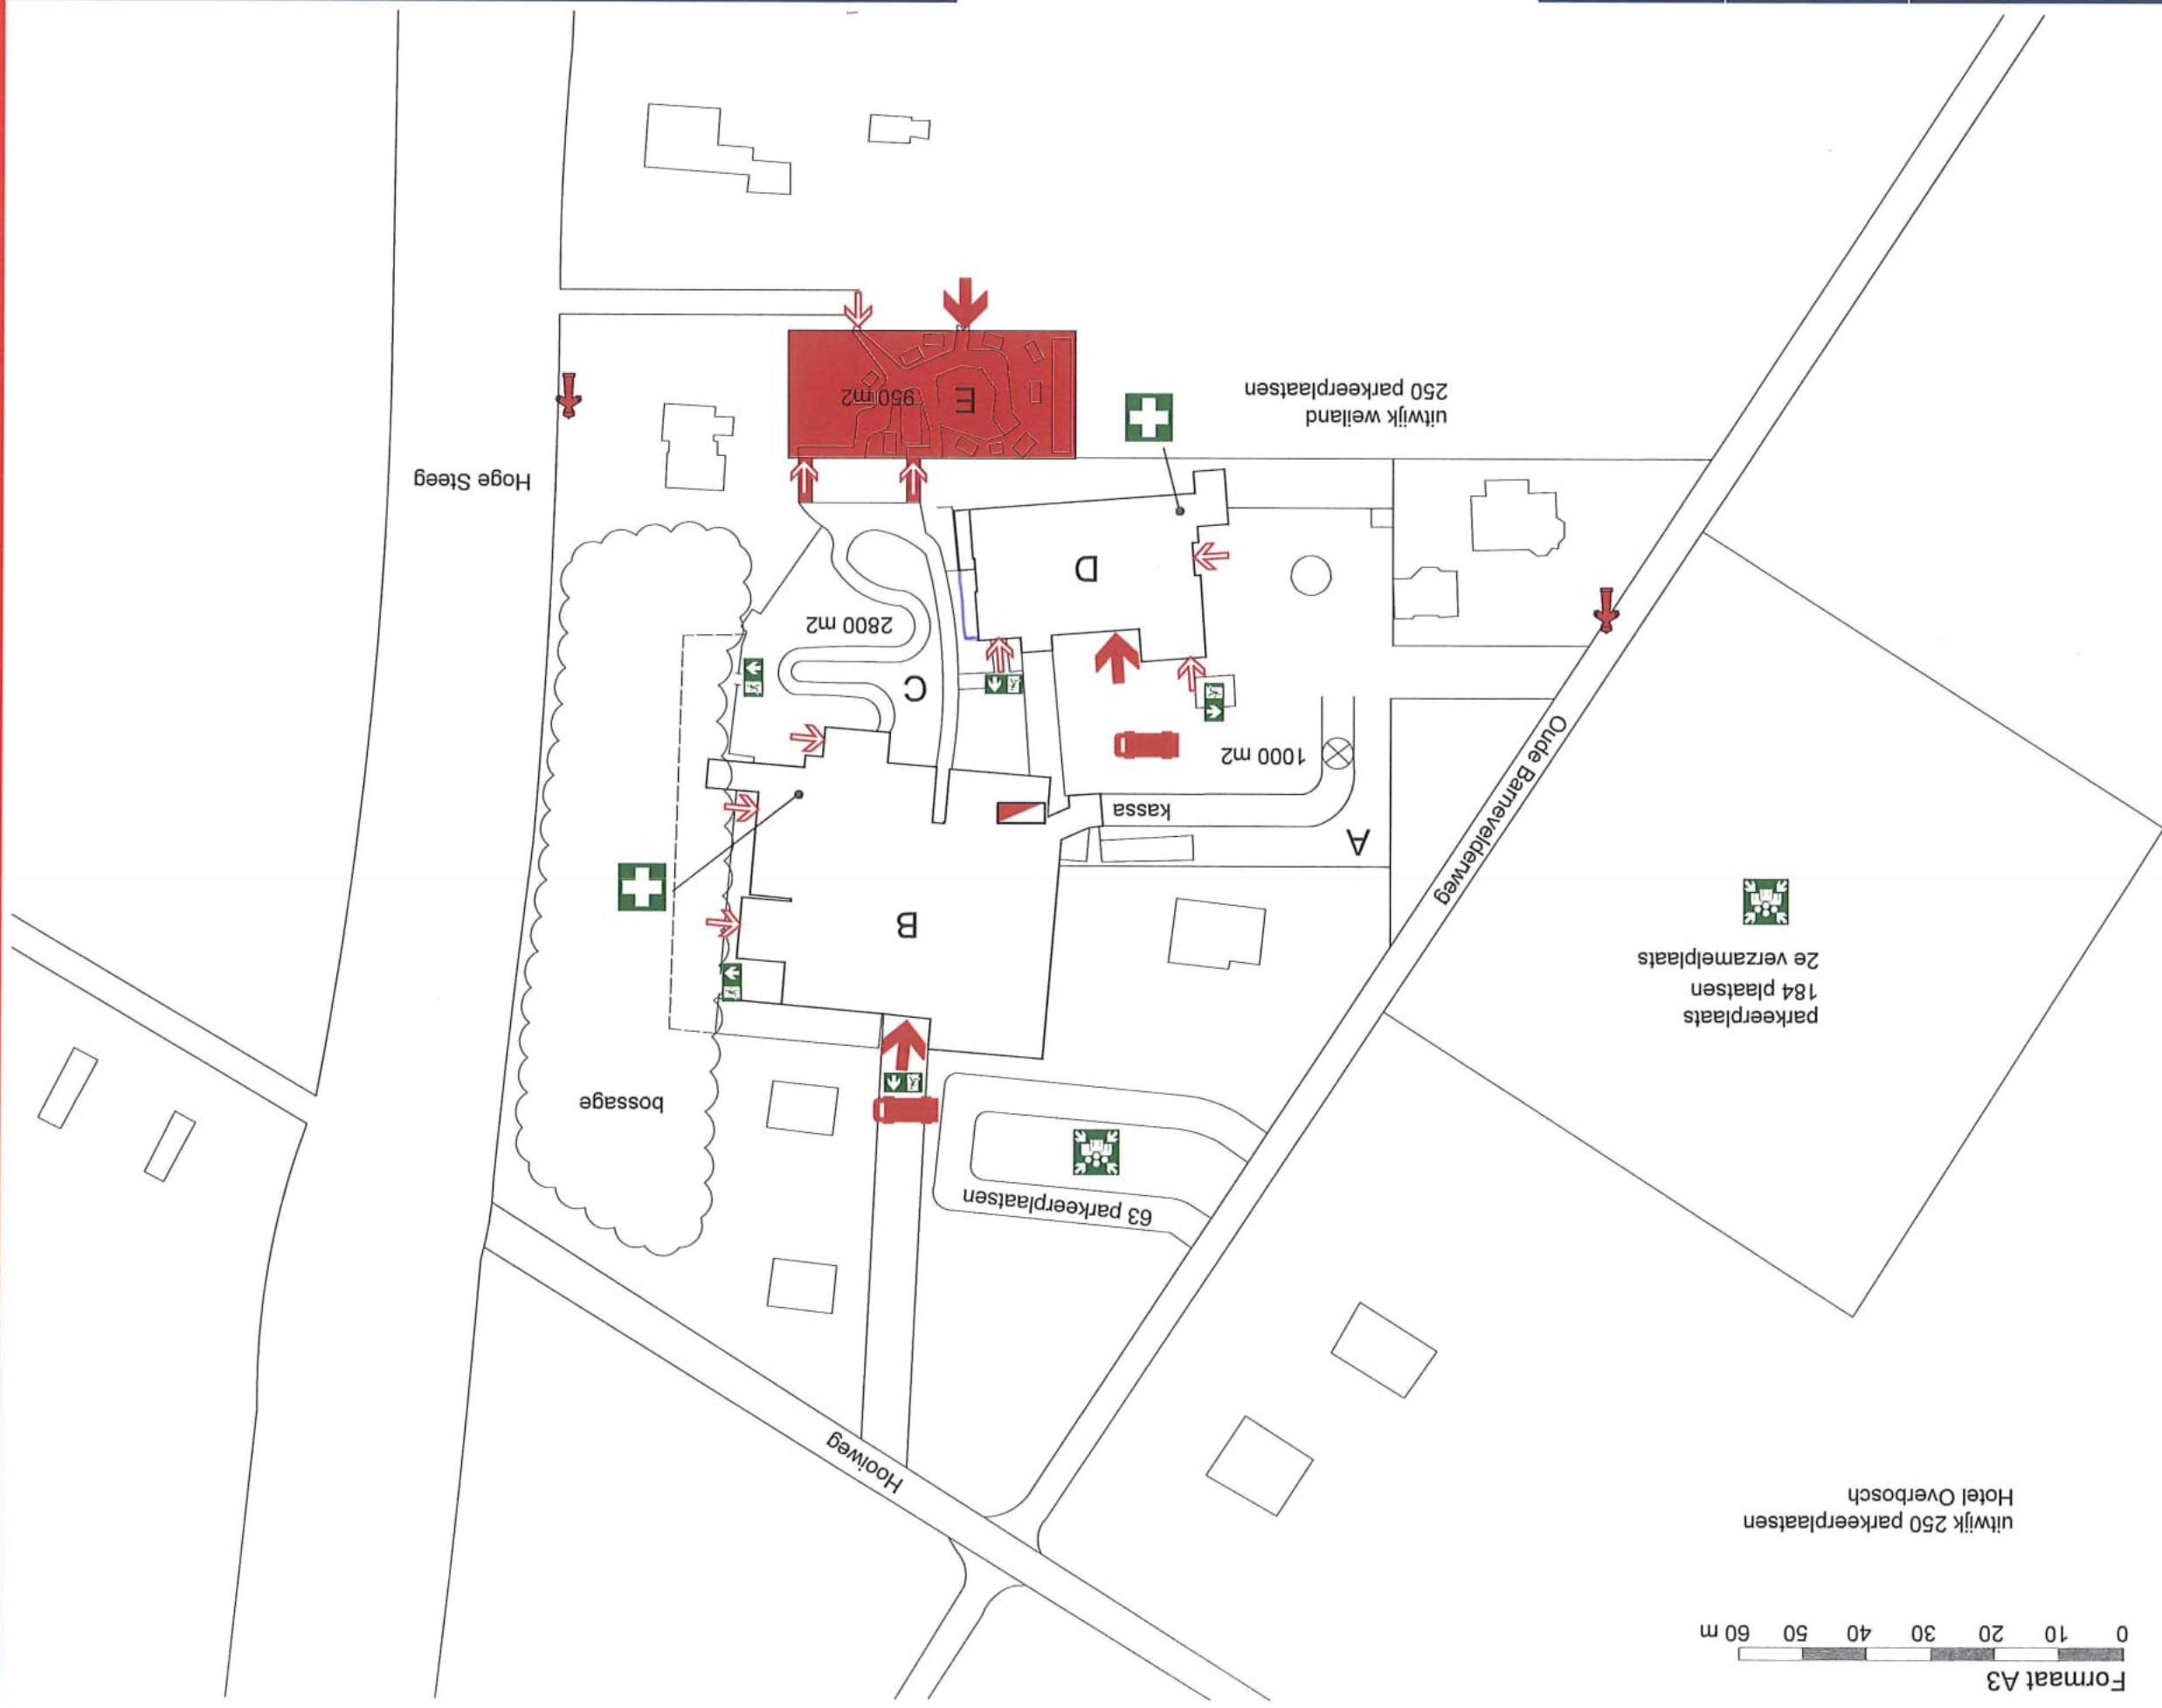 Formaat A3
0 10 20 30 40 50 60 m
uitwijk 250 parkeerplaatsen
Hotel Overbosch
Hooiweg
63 parkeerplaatsen
bossage
parkeerplaats
184 plaatsen
2e verzamelplaats
B
A
Oude Barnevelderweg
kassa
1000 m2
C
2800 m2
D
Hoge Steeg
uitwijk weiland
250 parkeerplaatsen
E
950 m2